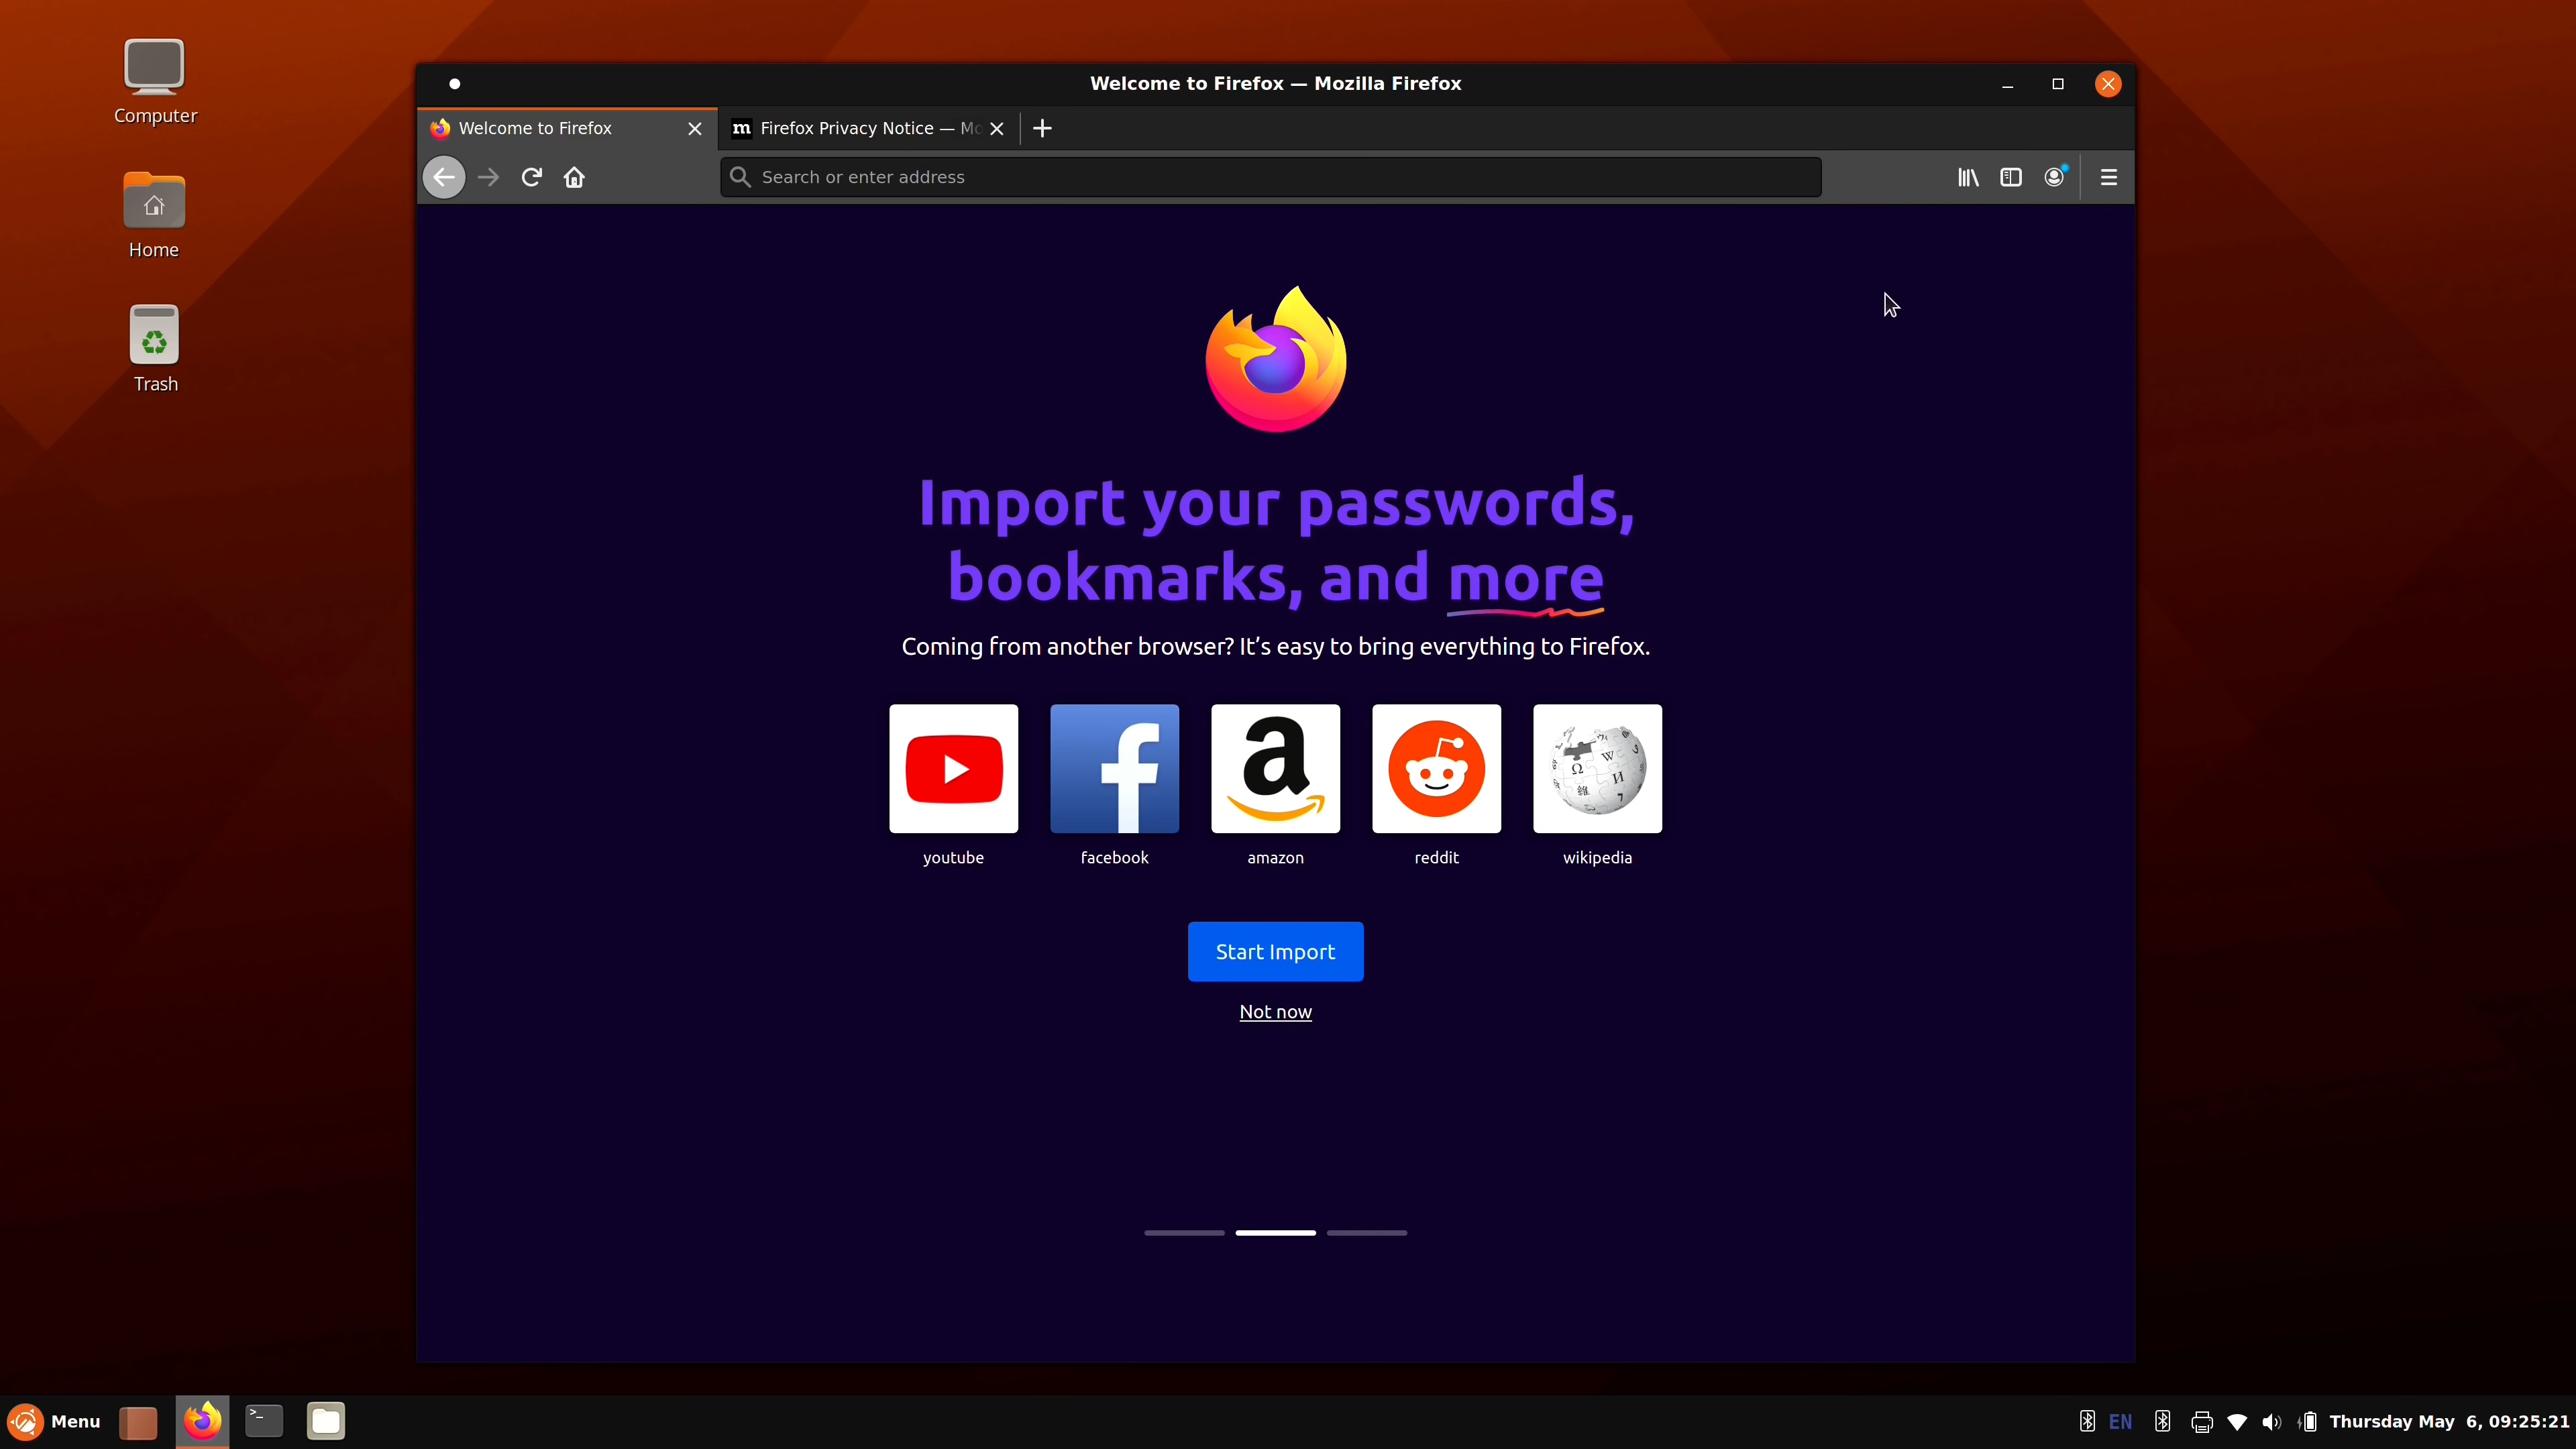 Computer
Home
Trash
Welcome to Firefox — Mozilla Firefox
Welcome to Firefox
m Firefox Privacy Notice — Mo
Search or enter address
Import your passwords,
bookmarks, and more
Coming from another browser? It’s easy to bring everything to Firefox.
youtube facebook amazon reddit wikipedia
Start Import
Not now
Menu
EN
Thursday May 6, 09:25:21